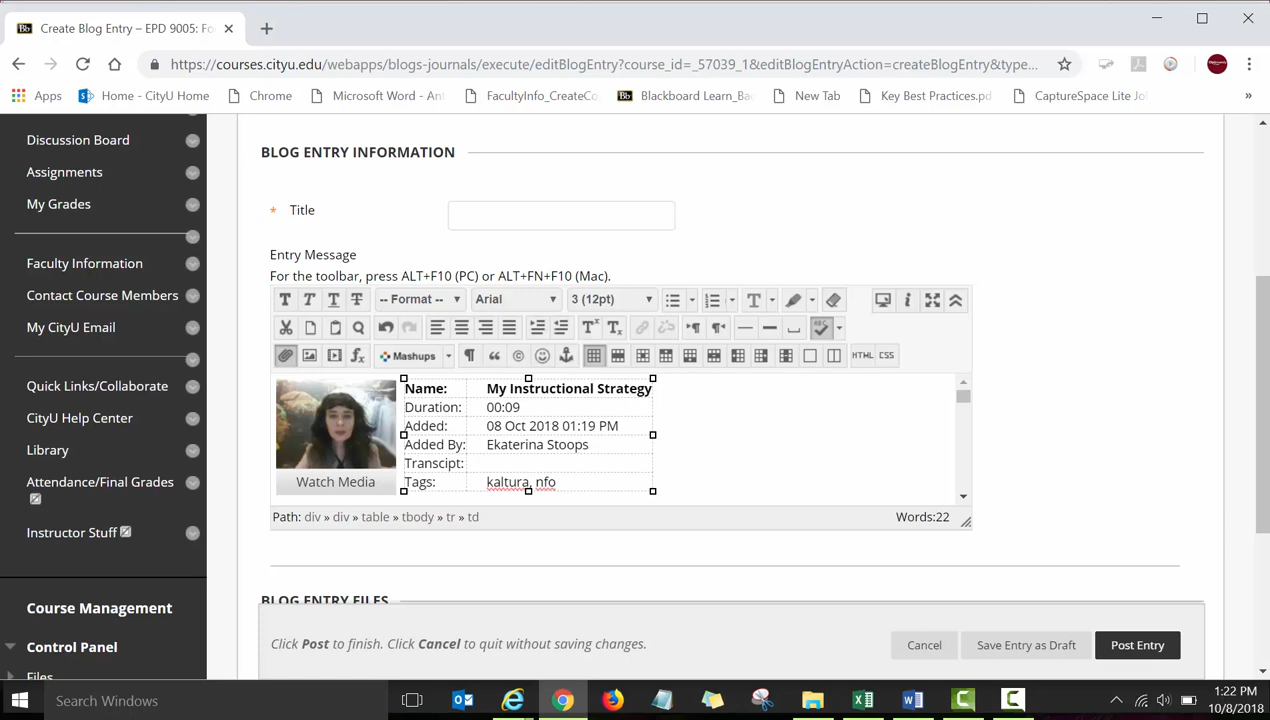 Create Blog Entry – EPD 9005: Fo
https://courses.cityu.edu/webapps/blogs-journals/execute/editBlogEntry?course_id=_57039_1&editBlogEntryAction=createBlogEntry&type...
Apps
Home - CityU Home
Chrome
Microsoft Word - Ant
FacultyInfo_CreateCo
Bb
Blackboard Learn_Ba
New Tab
Key Best Practices.pd
CaptureSpace Lite Jo
»
Discussion Board
Assignments
My Grades
Faculty Information
Contact Course Members
My CityU Email
Quick Links/Collaborate
CityU Help Center
Library
Attendance/Final Grades
Instructor Stuff
Course Management
Control Panel
Files
BLOG ENTRY INFORMATION
* Title
Entry Message
For the toolbar, press ALT+F10 (PC) or ALT+FN+F10 (Mac).
T T T T -- Format -- Arial 3 (12pt) T
ABC
Mashups HTML CSS
Name: My Instructional Strategy
Duration: 00:09
Added: 08 Oct 2018 01:19 PM
Added By: Ekaterina Stoops
Transcipt:
Watch Media
Tags: kaltura, nfo
Path: div » div » table » tbody » tr » td
Words:22
BLOG ENTRY FILES
Click Post to finish. Click Cancel to quit without saving changes.
Cancel
Save Entry as Draft
Post Entry
Search Windows
1:22 PM
10/8/2018